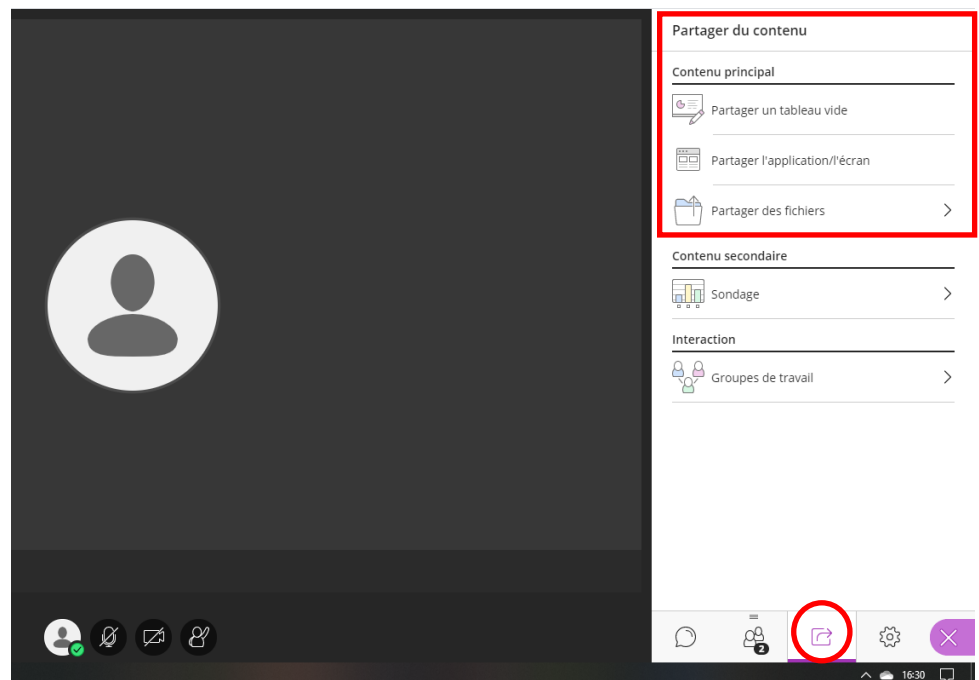 Partager du contenu
Contenu principal
Partager un tableau vide
Partager l'application/l'écran
Partager des fichiers
Contenu secondaire
Sondage
Interaction
Groupes de travail
2
16:30